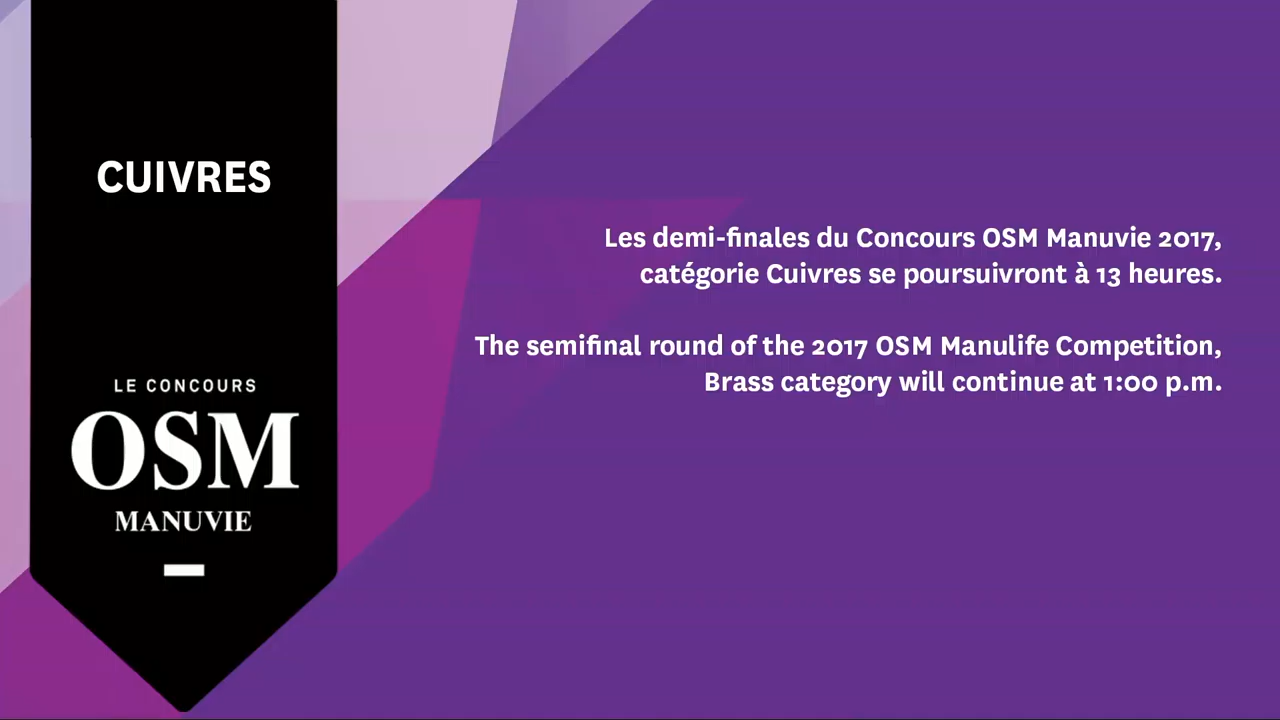 CUIVRES
LE CONCOURS
OSM
MANUVIE
Les demi-finales du Concours OSM Manuvie 2017,
catégorie Cuivres se poursuivront à 13 heures.
The semifinal round of the 2017 OSM Manulife Competition,
Brass category will continue at 1:00 p.m.